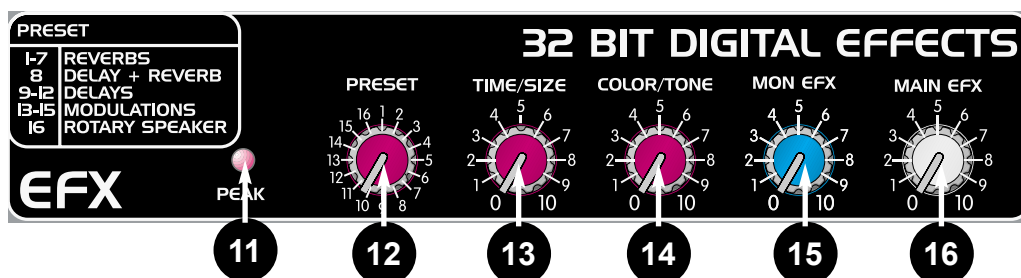 PRESET
1-7 REVERBS
8 DELAY + REVERB
9-12 DELAYS
13-15 MODULATIONS
16 ROTARY SPEAKER
EFX
PEAK
32 BIT DIGITAL EFFECTS
PRESET
1 2 3 4 5 6 7 8 9 10 11 12 13 14 15 16
TIME/SIZE
0 1 2 3 4 5 6 7 8 9 10
COLOR/TONE
0 1 2 3 4 5 6 7 8 9 10
MON EFX
0 1 2 3 4 5 6 7 8 9 10
MAIN EFX
0 1 2 3 4 5 6 7 8 9 10
11 12 13 14 15 16